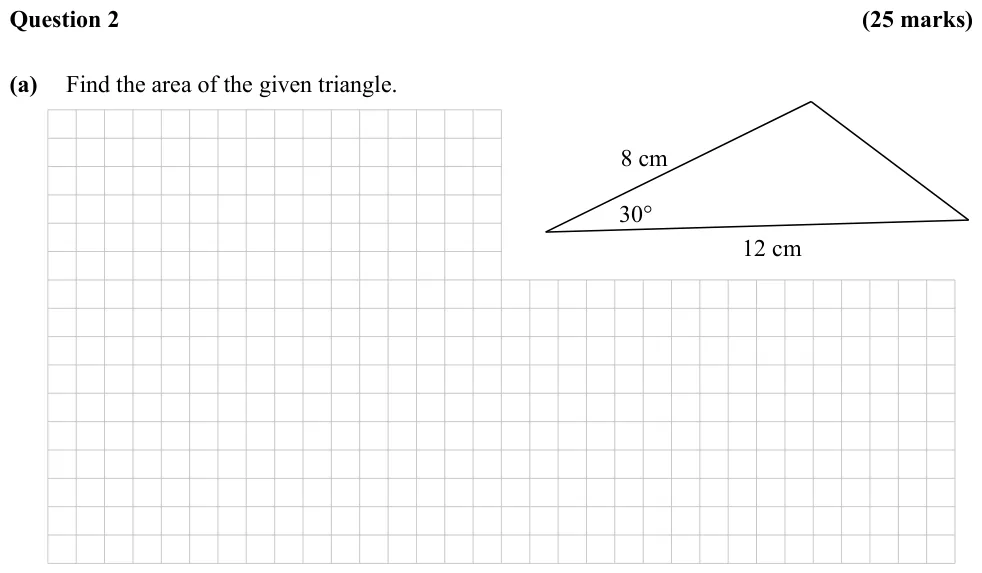 Question 2 (25 marks)
(a) Find the area of the given triangle.
8 cm
30°
12 cm